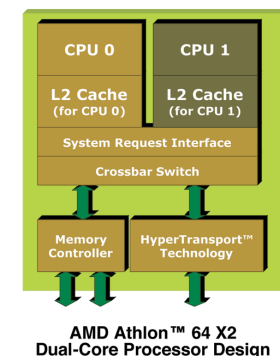 CPU 0
CPU 1
L2 Cache
(for CPU 0)
L2 Cache
(for CPU 1)
System Request Interface
Crossbar Switch
Memory
Controller
HyperTransport™
Technology
AMD Athlon™ 64 X2
Dual-Core Processor Design